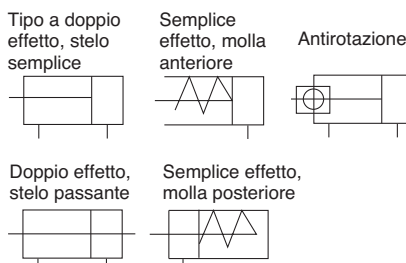 Tipo a doppio
effetto, stelo
semplice
Semplice
effetto, molla
anteriore
Antirotazione
Doppio effetto,
stelo passante
Semplice effetto,
molla posteriore